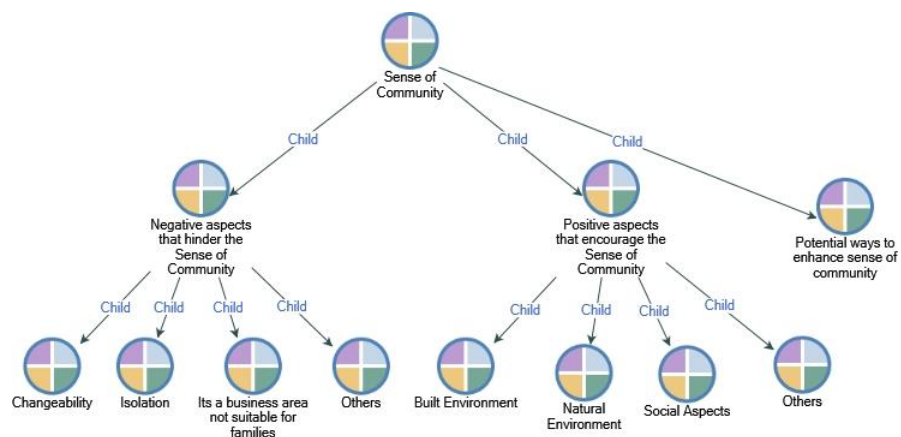 Sense of
Community
Child
Child
Child
Negative aspects
that hinder the
Sense of
Community
Positive aspects
that encourage the
Sense of
Community
Potential ways to
enhance sense of
community
Child
Child
Child
Child
Child
Child
Child
Child
Changeability
Isolation
Its a business area
not suitable for
families
Others
Built Environment
Natural
Environment
Social Aspects
Others